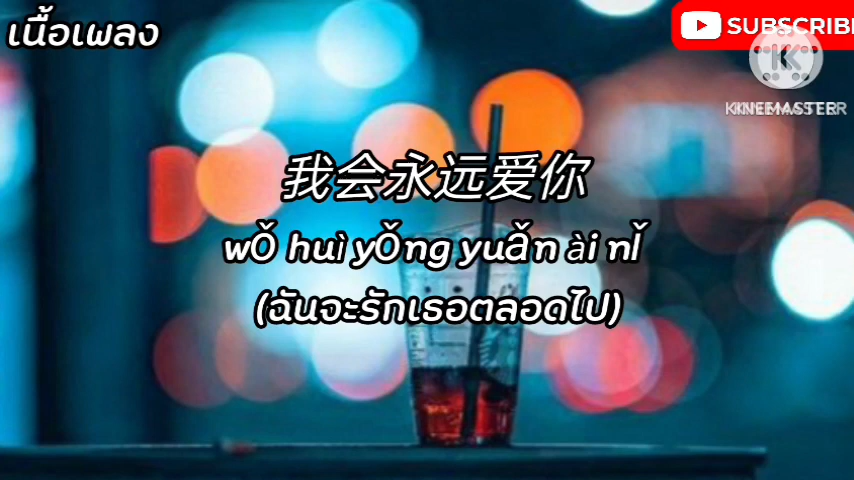 เนื้อเพลง
SUBSCRIBE
KINEMASTER
我会永远爱你
wǒ huì yǒng yuǎn ài nǐ
(ฉันจะรักเธอตลอดไป)